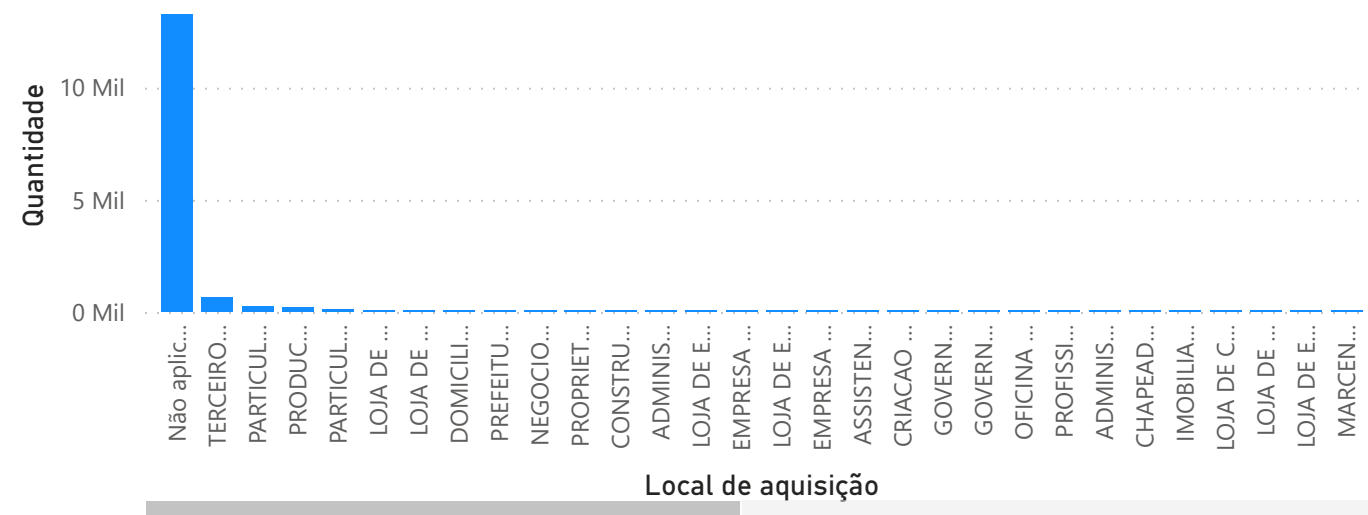 Quantidade
10 Mil
5 Mil
0 Mil
Não aplic...
TERCEIRO...
PARTICUL...
PRODUC...
PARTICUL...
LOJA DE ...
LOJA DE ...
DOMICILI...
PREFEITU...
NEGOCIO...
PROPRIET...
CONSTRU...
ADMINIS...
LOJA DE E...
EMPRESA ...
LOJA DE E...
EMPRESA ...
ASSISTEN...
CRIACAO ...
GOVERN...
GOVERN...
OFICINA ...
PROFISSI...
ADMINIS...
CHAPEAD...
IMOBILIA...
LOJA DE C...
LOJA DE ...
LOJA DE E...
MARCEN...
Local de aquisição